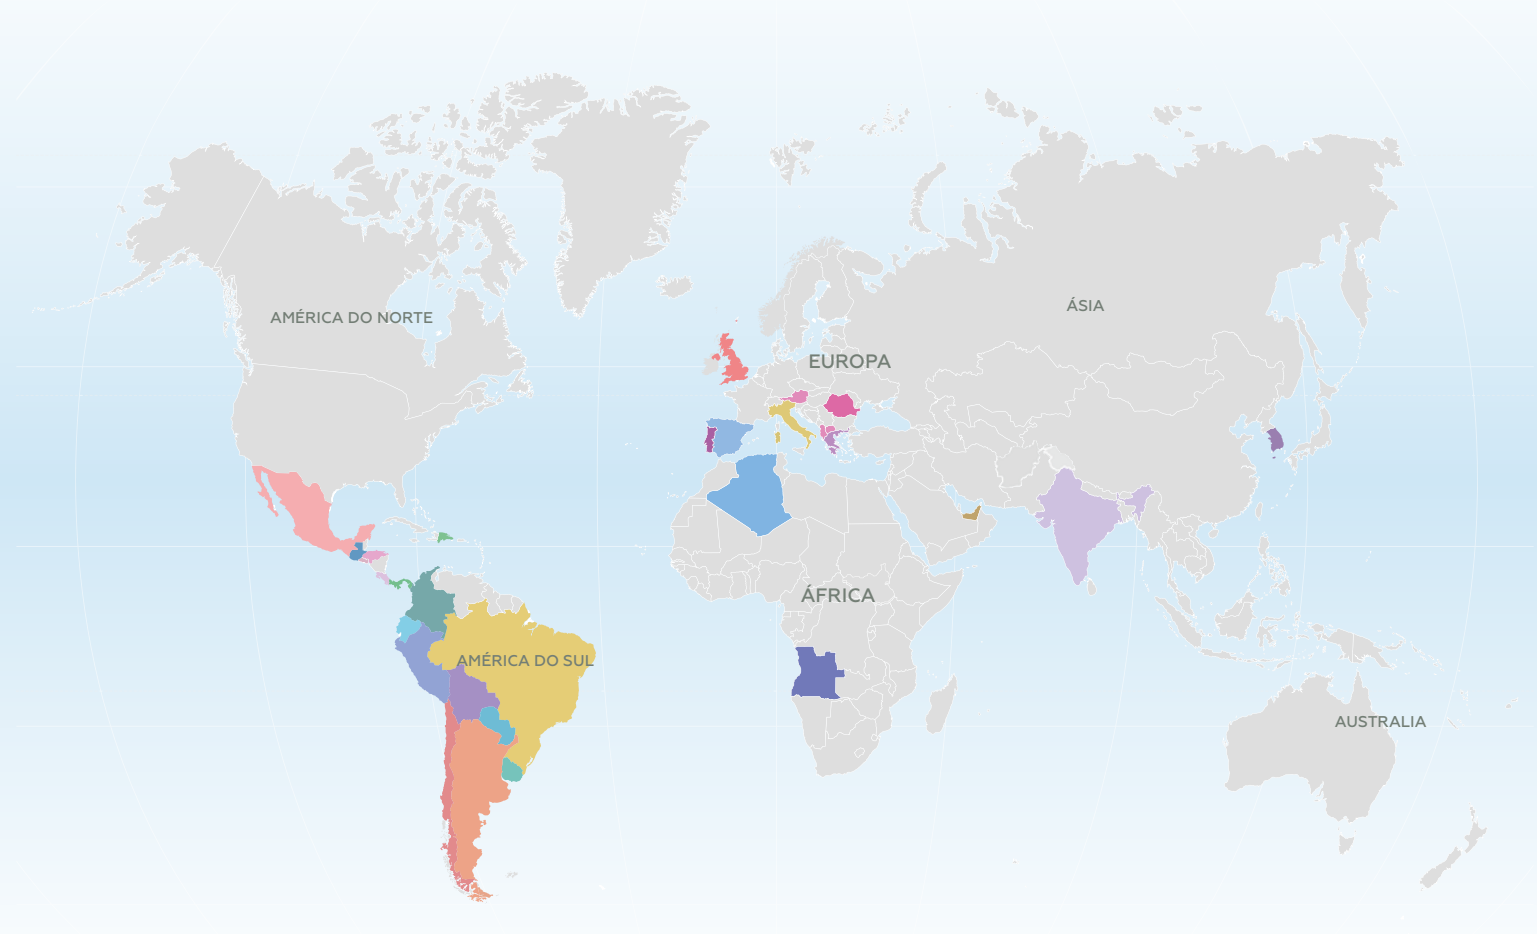 AMÉRICA DO NORTE
ÁSIA
EUROPA
ÁFRICA
AMÉRICA DO SUL
AUSTRALIA